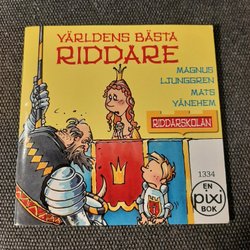 VÄRLDENS BÄSTA
RIDDARE
MAGNUS
LJUNGGREN
MATS
VÄNEHEM
RIDDARSKOLAN
1334
EN
pixi
BOK